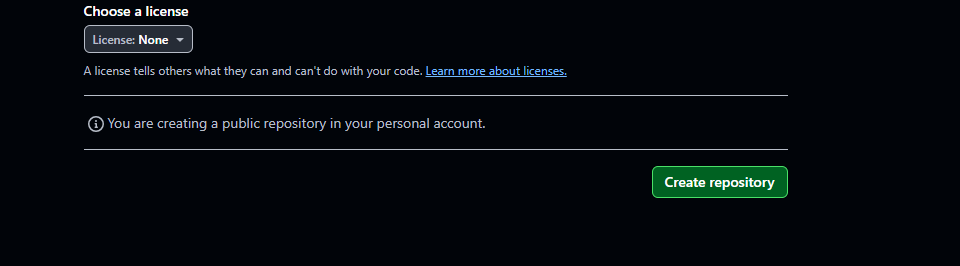 Choose a license
License: None
A license tells others what they can and can't do with your code. Learn more about licenses.
You are creating a public repository in your personal account.
Create repository